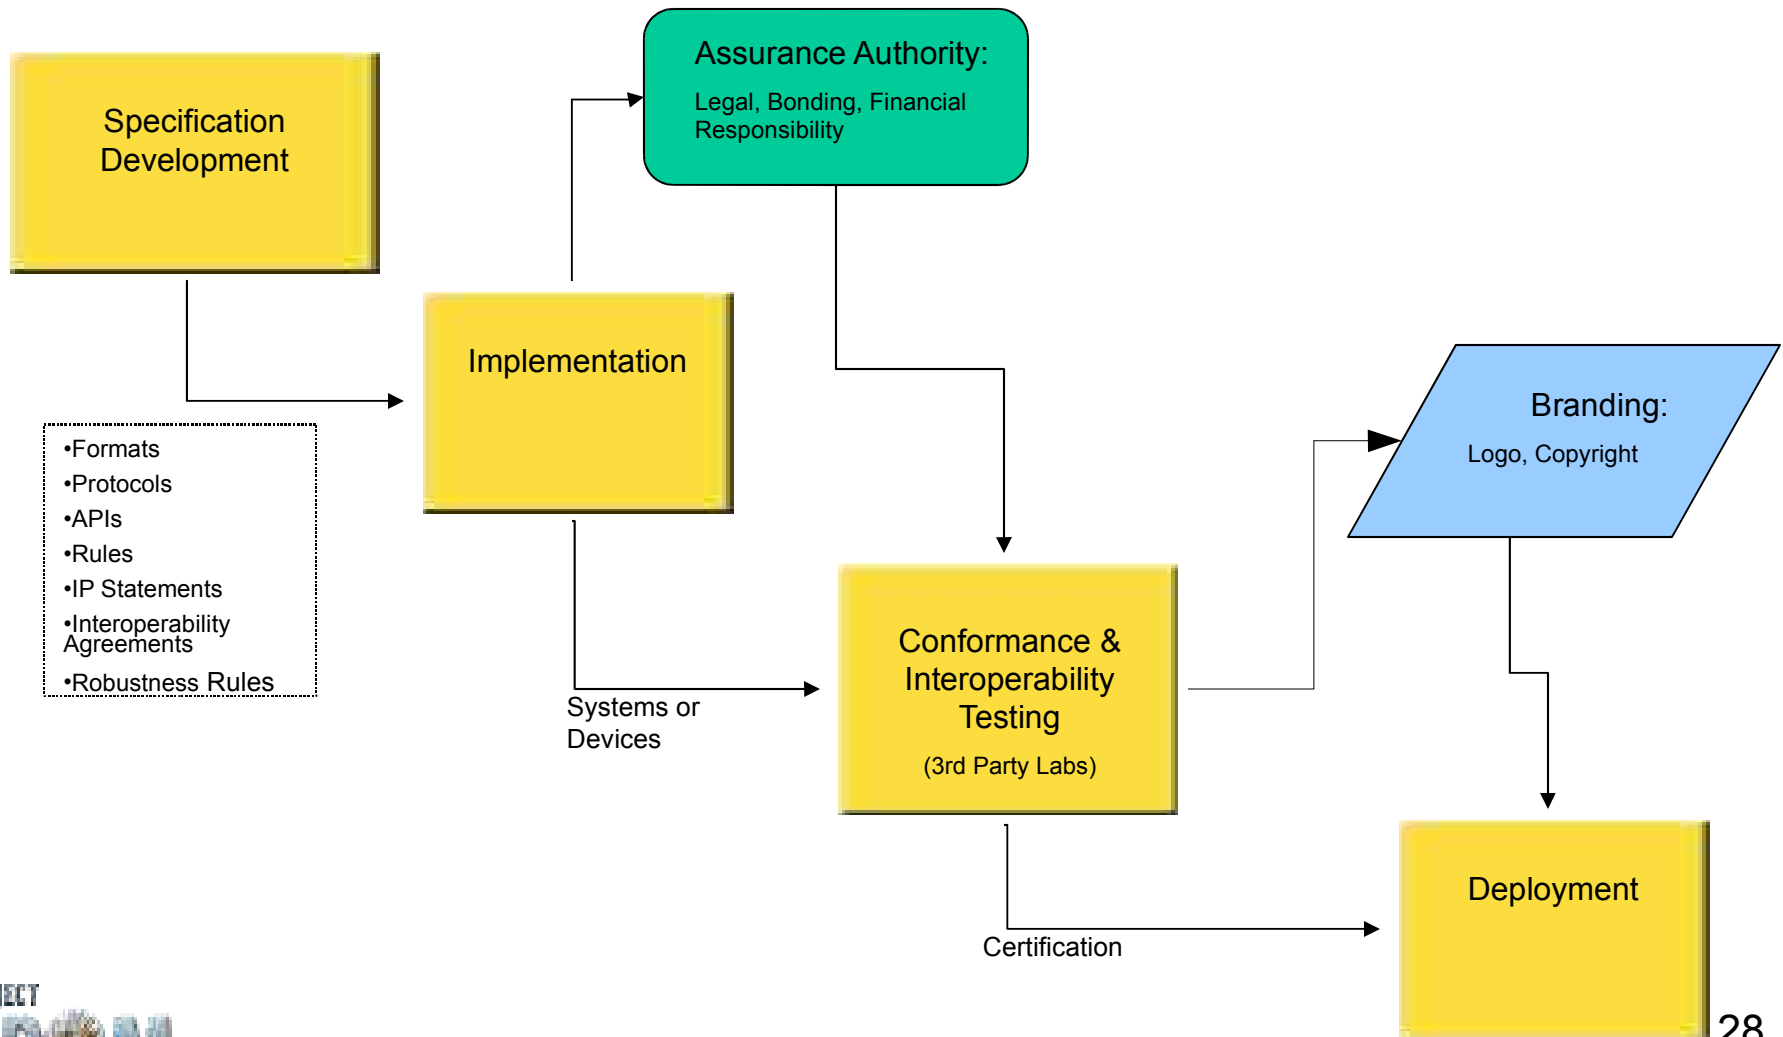 Assurance Authority:
Legal, Bonding, Financial
Responsibility
Specification
Development
Implementation
•Formats
•Protocols
•APIs
•Rules
•IP Statements
•Interoperability
Agreements
•Robustness Rules
Systems or
Devices
Conformance &
Interoperability
Testing
(3rd Party Labs)
Branding:
Logo, Copyright
Certification
Deployment
28